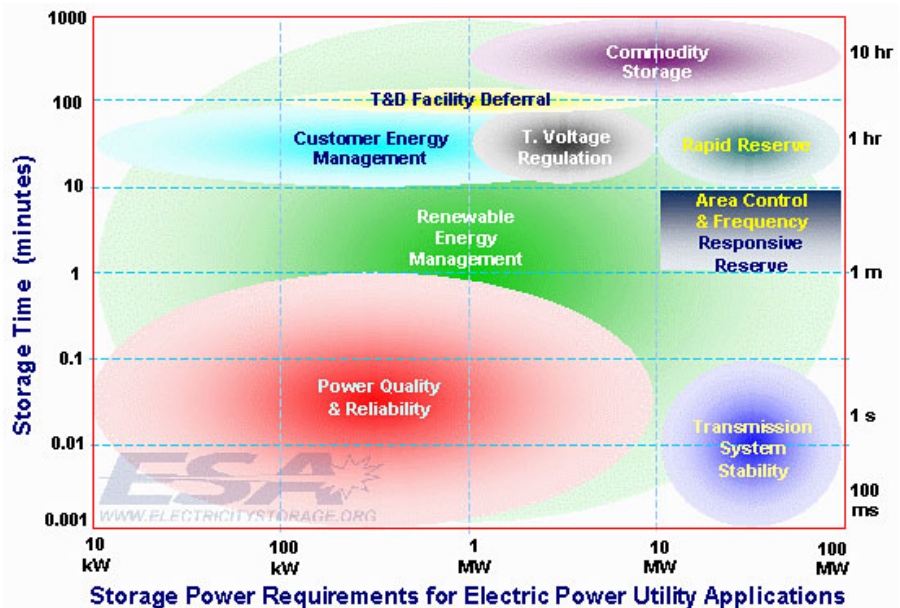 1000
Commodity
Storage
10 hr
100
T&D Facility Deferral
Customer Energy
Management
T. Voltage
Regulation
Rapid Reserve
1 hr
10
Renewable
Energy
Management
Area Control
& Frequency
Responsive
Reserve
1
1 m
0.1
Power Quality
& Reliability
1 s
Transmission
System
Stability
0.01
ESA
WWW.ELECTRICITYSTORAGE.ORG
100
ms
0.001
Storage Time (minutes)
10
kW
100
kW
1
MW
10
MW
100
MW
Storage Power Requirements for Electric Power Utility Applications